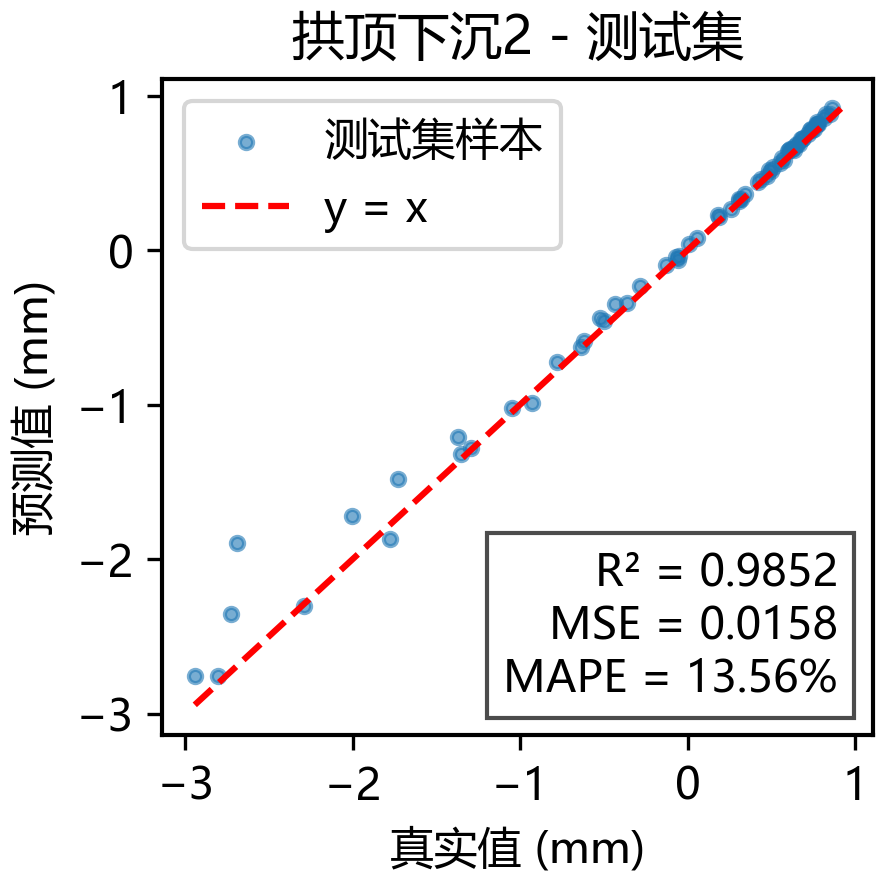 拱顶下沉2 - 测试集
测试集样本
y = x
预测值 (mm)
1
0
−1
−2
−3
R² = 0.9852
MSE = 0.0158
MAPE = 13.56%
−3
−2
−1
0
1
真实值 (mm)